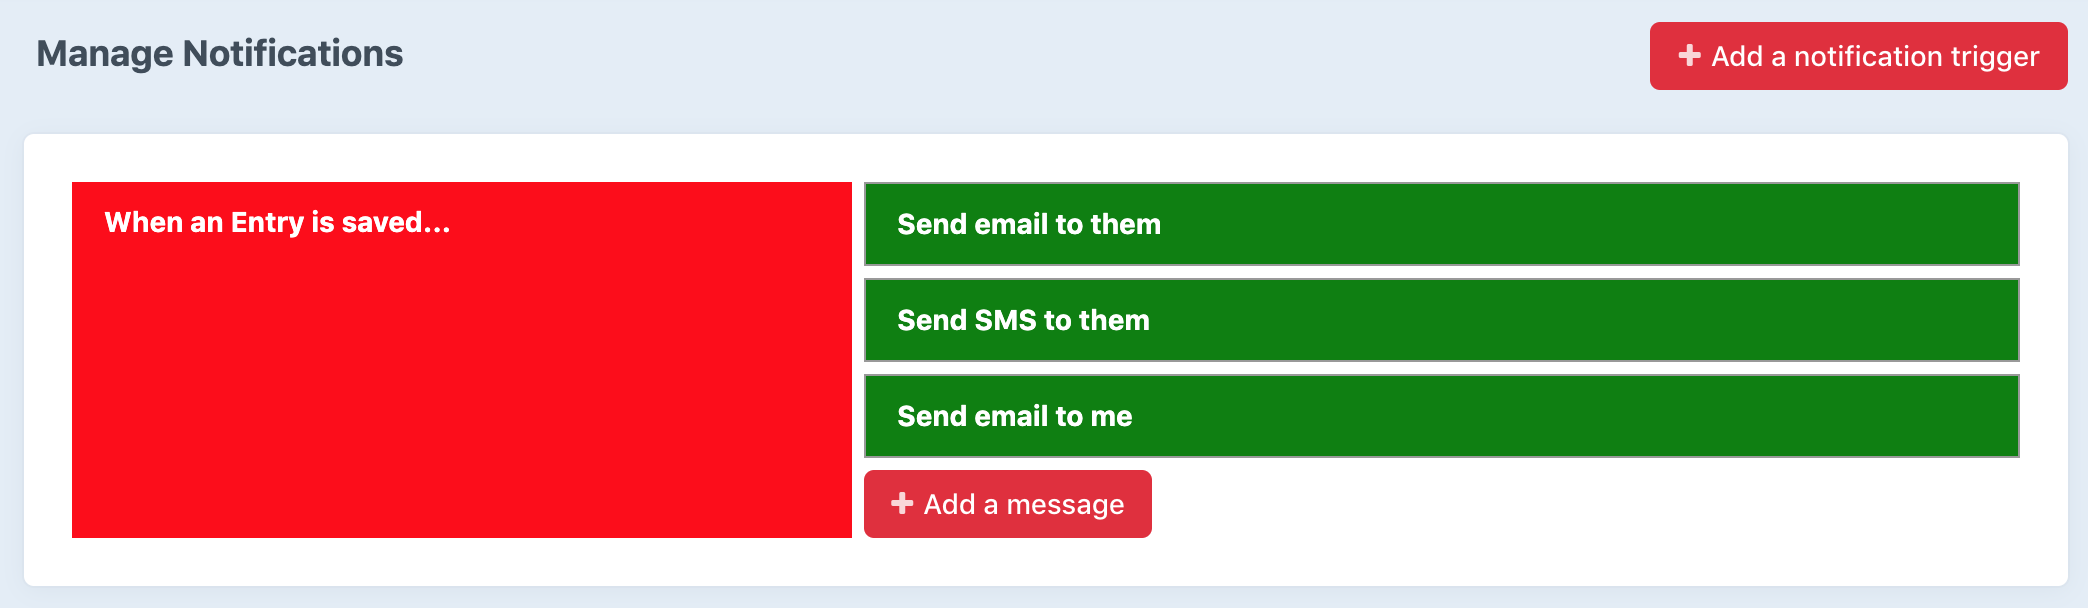 Manage Notifications
Add a notification trigger
When an Entry is saved...
Send email to them
Send SMS to them
Send email to me
Add a message